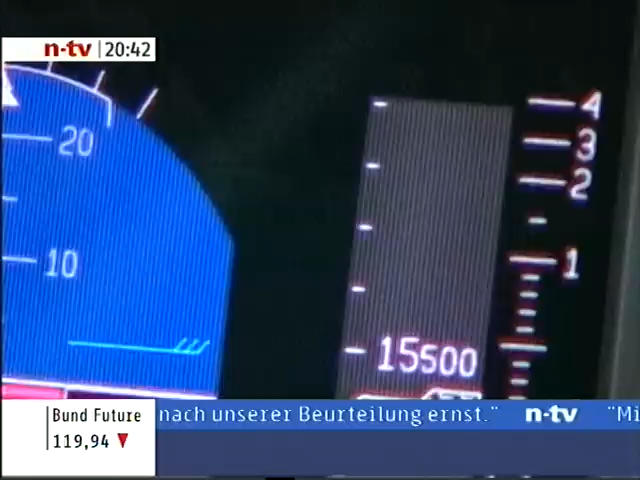 n-tv 20:42
4
3
20
2
10
1
15500
Bund Future
119,94
nach unserer Beurteilung ernst." n-tv "Mi